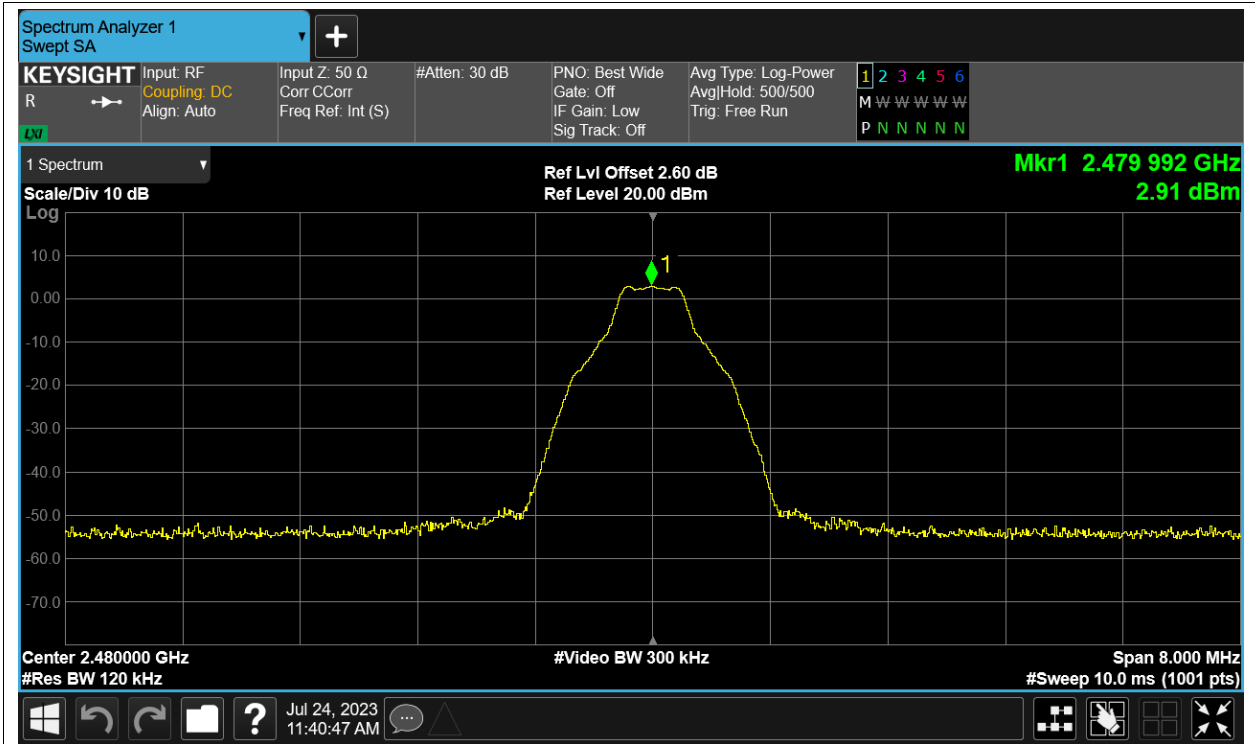 Spectrum Analyzer 1
Swept SA
+
KEYSIGHT
R
LXI
Input: RF
Coupling: DC
Align: Auto
Input Z: 50 Ω
Corr CCorr
Freq Ref: Int (S)
#Atten: 30 dB
PNO: Best Wide
Gate: Off
IF Gain: Low
Sig Track: Off
Avg Type: Log-Power
Avg|Hold: 500/500
Trig: Free Run
1 2 3 4 5 6
M W W W W W
P N N N N N
1 Spectrum
Scale/Div 10 dB
Log
Ref Lvl Offset 2.60 dB
Ref Level 20.00 dBm
Mkr1 2.479 992 GHz
2.91 dBm
1
10.0
0.00
-10.0
-20.0
-30.0
-40.0
-50.0
-60.0
-70.0
Center 2.480000 GHz
#Res BW 120 kHz
#Video BW 300 kHz
Span 8.000 MHz
#Sweep 10.0 ms (1001 pts)
?
Jul 24, 2023
11:40:47 AM